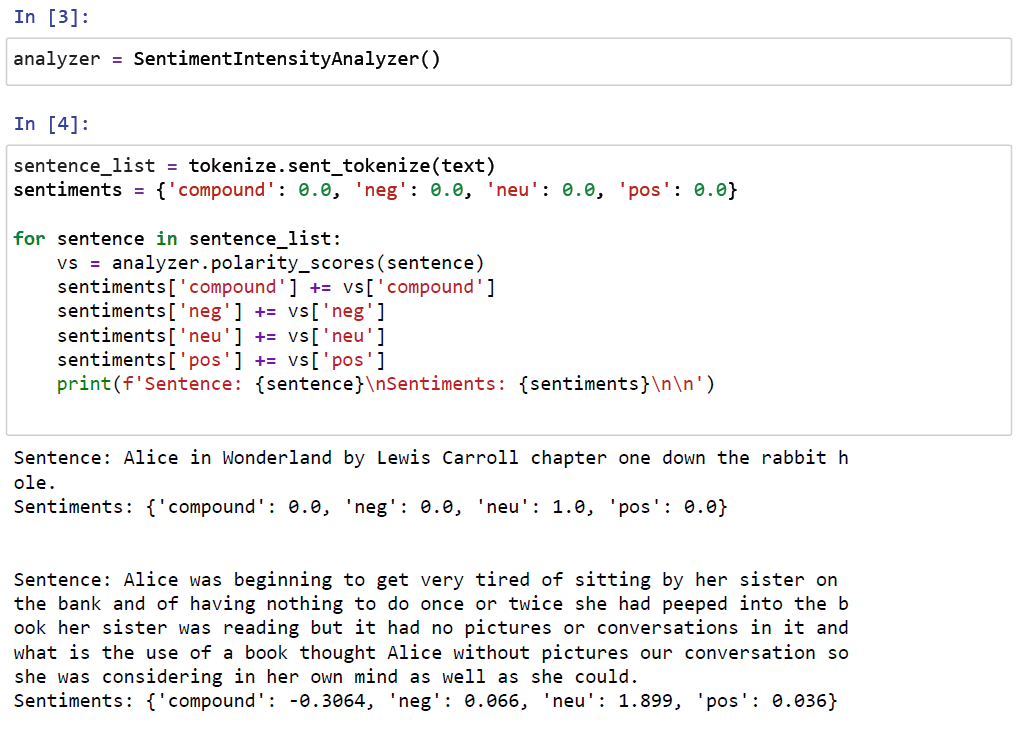 In [3]:
analyzer = SentimentIntensityAnalyzer()
In [4]:
sentence_list = tokenize.sent_tokenize(text)
sentiments = {'compound': 0.0, 'neg': 0.0, 'neu': 0.0, 'pos': 0.0}
for sentence in sentence_list:
    vs = analyzer.polarity_scores(sentence)
    sentiments['compound'] += vs['compound']
    sentiments['neg'] += vs['neg']
    sentiments['neu'] += vs['neu']
    sentiments['pos'] += vs['pos']
    print(f'Sentence: {sentence}\nSentiments: {sentiments}\n\n')
Sentence: Alice in Wonderland by Lewis Carroll chapter one down the rabbit h
ole.
Sentiments: {'compound': 0.0, 'neg': 0.0, 'neu': 1.0, 'pos': 0.0}
Sentence: Alice was beginning to get very tired of sitting by her sister on
the bank and of having nothing to do once or twice she had peeped into the b
ook her sister was reading but it had no pictures or conversations in it and
what is the use of a book thought Alice without pictures our conversation so
she was considering in her own mind as well as she could.
Sentiments: {'compound': -0.3064, 'neg': 0.066, 'neu': 1.899, 'pos': 0.036}